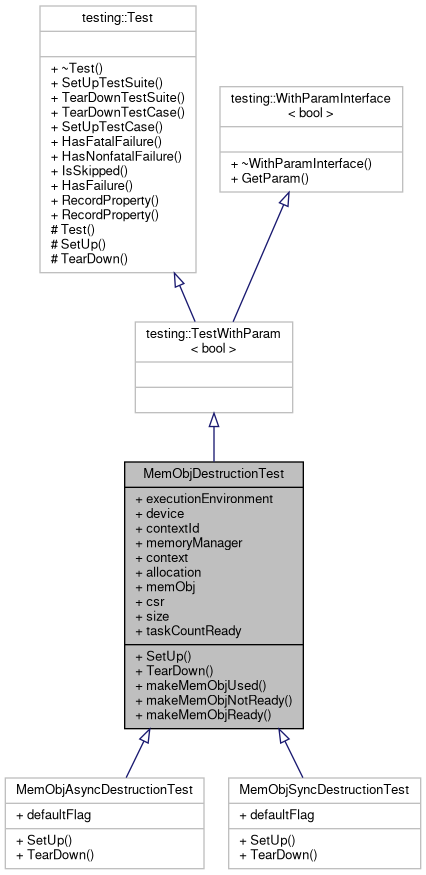 testing::Test
+ ~Test()
+ SetUpTestSuite()
+ TearDownTestSuite()
+ TearDownTestCase()
+ SetUpTestCase()
+ HasFatalFailure()
+ HasNonfatalFailure()
+ IsSkipped()
+ HasFailure()
+ RecordProperty()
+ RecordProperty()
# Test()
# SetUp()
# TearDown()
testing::WithParamInterface
< bool >
+ ~WithParamInterface()
+ GetParam()
testing::TestWithParam
< bool >
MemObjDestructionTest
+ executionEnvironment
+ device
+ contextId
+ memoryManager
+ context
+ allocation
+ memObj
+ csr
+ size
+ taskCountReady
+ SetUp()
+ TearDown()
+ makeMemObjUsed()
+ makeMemObjNotReady()
+ makeMemObjReady()
MemObjAsyncDestructionTest
+ defaultFlag
+ SetUp()
+ TearDown()
MemObjSyncDestructionTest
+ defaultFlag
+ SetUp()
+ TearDown()